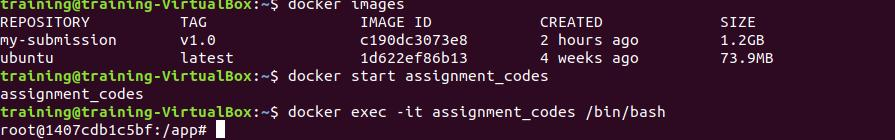 training@training-VirtualBox:~$ docker images
REPOSITORY TAG IMAGE ID CREATED SIZE
my-submission v1.0 c190dc3073e8 2 hours ago 1.2GB
ubuntu latest 1d622ef86b13 4 weeks ago 73.9MB
training@training-VirtualBox:~$ docker start assignment_codes
assignment_codes
training@training-VirtualBox:~$ docker exec -it assignment_codes /bin/bash
root@1407cdb1c5bf:/app#